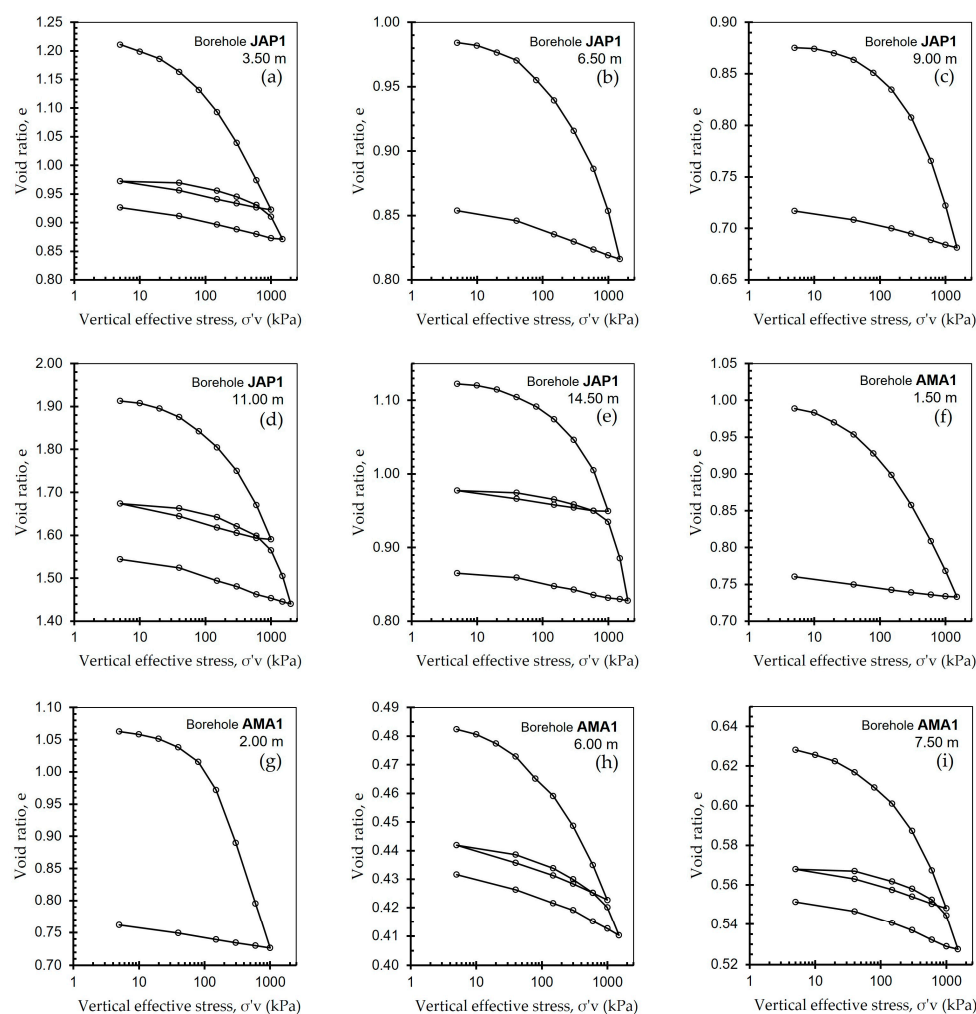 Borehole JAP1
3.50 m
(a)
Void ratio, e
1.25
1.20
1.15
1.10
1.05
1.00
0.95
0.90
0.85
0.80
1 10 100 1000
Vertical effective stress, σ'v (kPa)
Borehole JAP1
6.50 m
(b)
Void ratio, e
1.00
0.95
0.90
0.85
0.80
1 10 100 1000
Vertical effective stress, σ'v (kPa)
Borehole JAP1
9.00 m
(c)
Void ratio, e
0.90
0.85
0.80
0.75
0.70
0.65
1 10 100 1000
Vertical effective stress, σ'v (kPa)
Borehole JAP1
11.00 m
(d)
Void ratio, e
2.00
1.90
1.80
1.70
1.60
1.50
1.40
1 10 100 1000
Vertical effective stress, σ'v (kPa)
Borehole JAP1
14.50 m
(e)
Void ratio, e
1.10
1.00
0.90
0.80
1 10 100 1000
Vertical effective stress, σ'v (kPa)
Borehole AMA1
1.50 m
(f)
Void ratio, e
1.05
1.00
0.95
0.90
0.85
0.80
0.75
0.70
1 10 100 1000
Vertical effective stress, σ'v (kPa)
Borehole AMA1
2.00 m
(g)
Void ratio, e
1.10
1.05
1.00
0.95
0.90
0.85
0.80
0.75
0.70
1 10 100 1000
Vertical effective stress, σ'v (kPa)
Borehole AMA1
6.00 m
(h)
Void ratio, e
0.49
0.48
0.47
0.46
0.45
0.44
0.43
0.42
0.41
0.40
1 10 100 1000
Vertical effective stress, σ'v (kPa)
Borehole AMA1
7.50 m
(i)
Void ratio, e
0.64
0.62
0.60
0.58
0.56
0.54
0.52
1 10 100 1000
Vertical effective stress, σ'v (kPa)